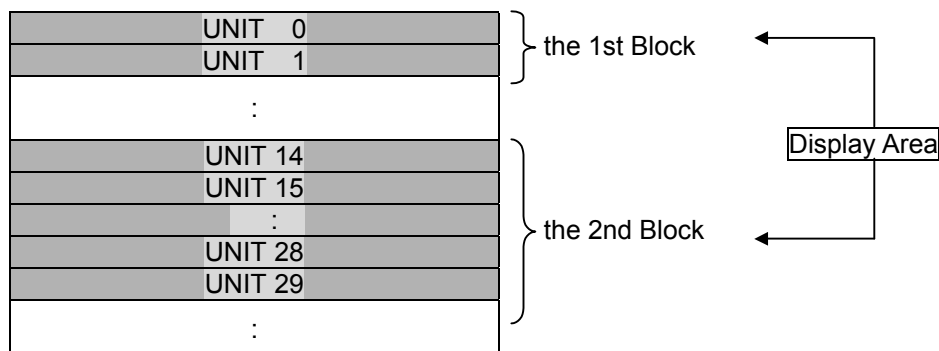 UNIT 0
the 1st Block
UNIT 1
:
Display Area
UNIT 14
UNIT 15
:
the 2nd Block
UNIT 28
UNIT 29
: